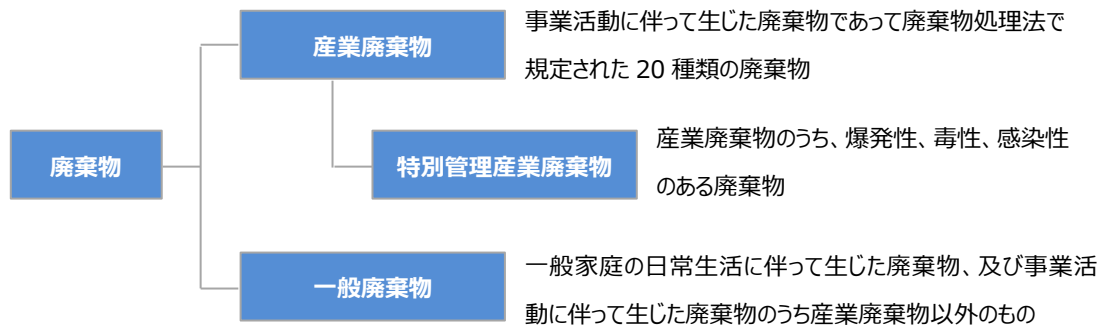 産業廃棄物
事業活動に伴って生じた廃棄物であって廃棄物処理法で
規定された 20 種類の廃棄物
廃棄物
特別管理産業廃棄物
産業廃棄物のうち、爆発性、毒性、感染性
のある廃棄物
一般廃棄物
一般家庭の日常生活に伴って生じた廃棄物、及び事業活
動に伴って生じた廃棄物のうち産業廃棄物以外のもの